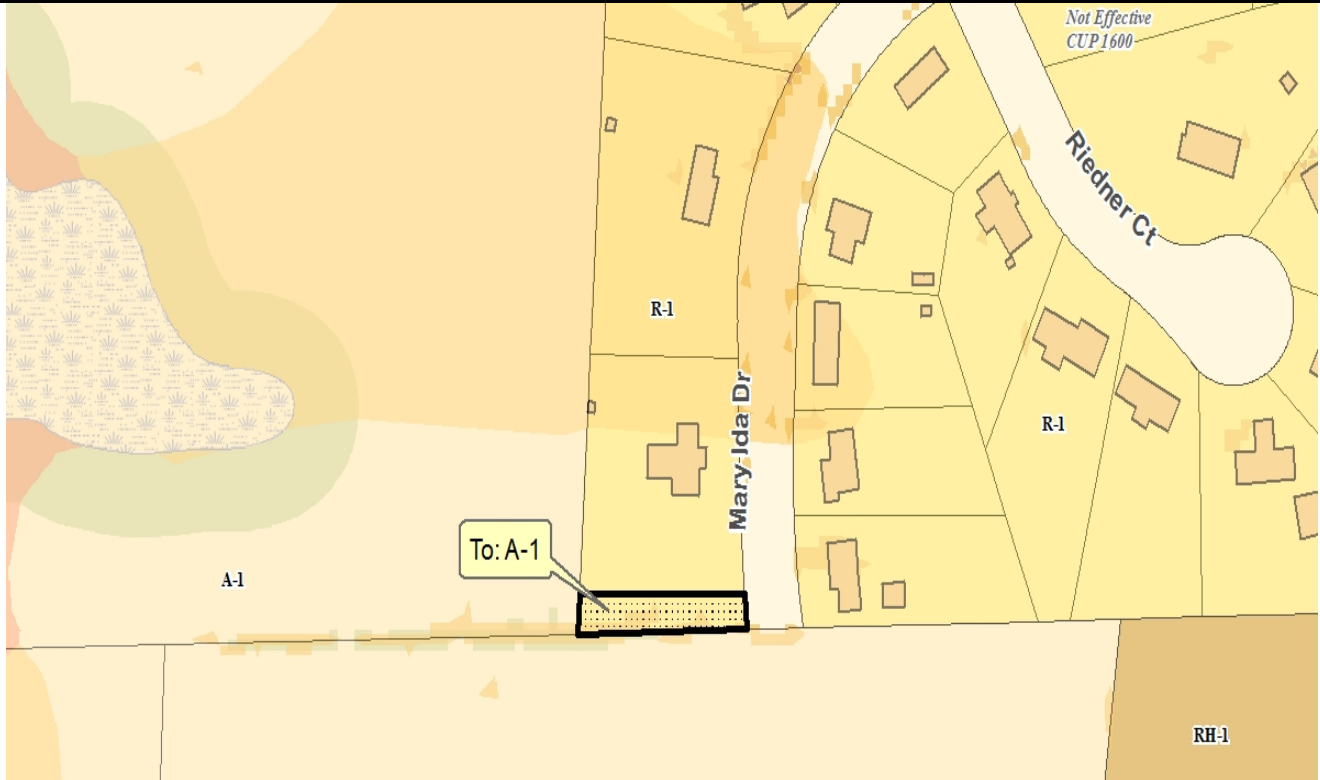 Not Effective
CUP 1600
Riedner Ct
R-1
Mary Ida Dr
R-1
To: A-1
A-1
RH-1